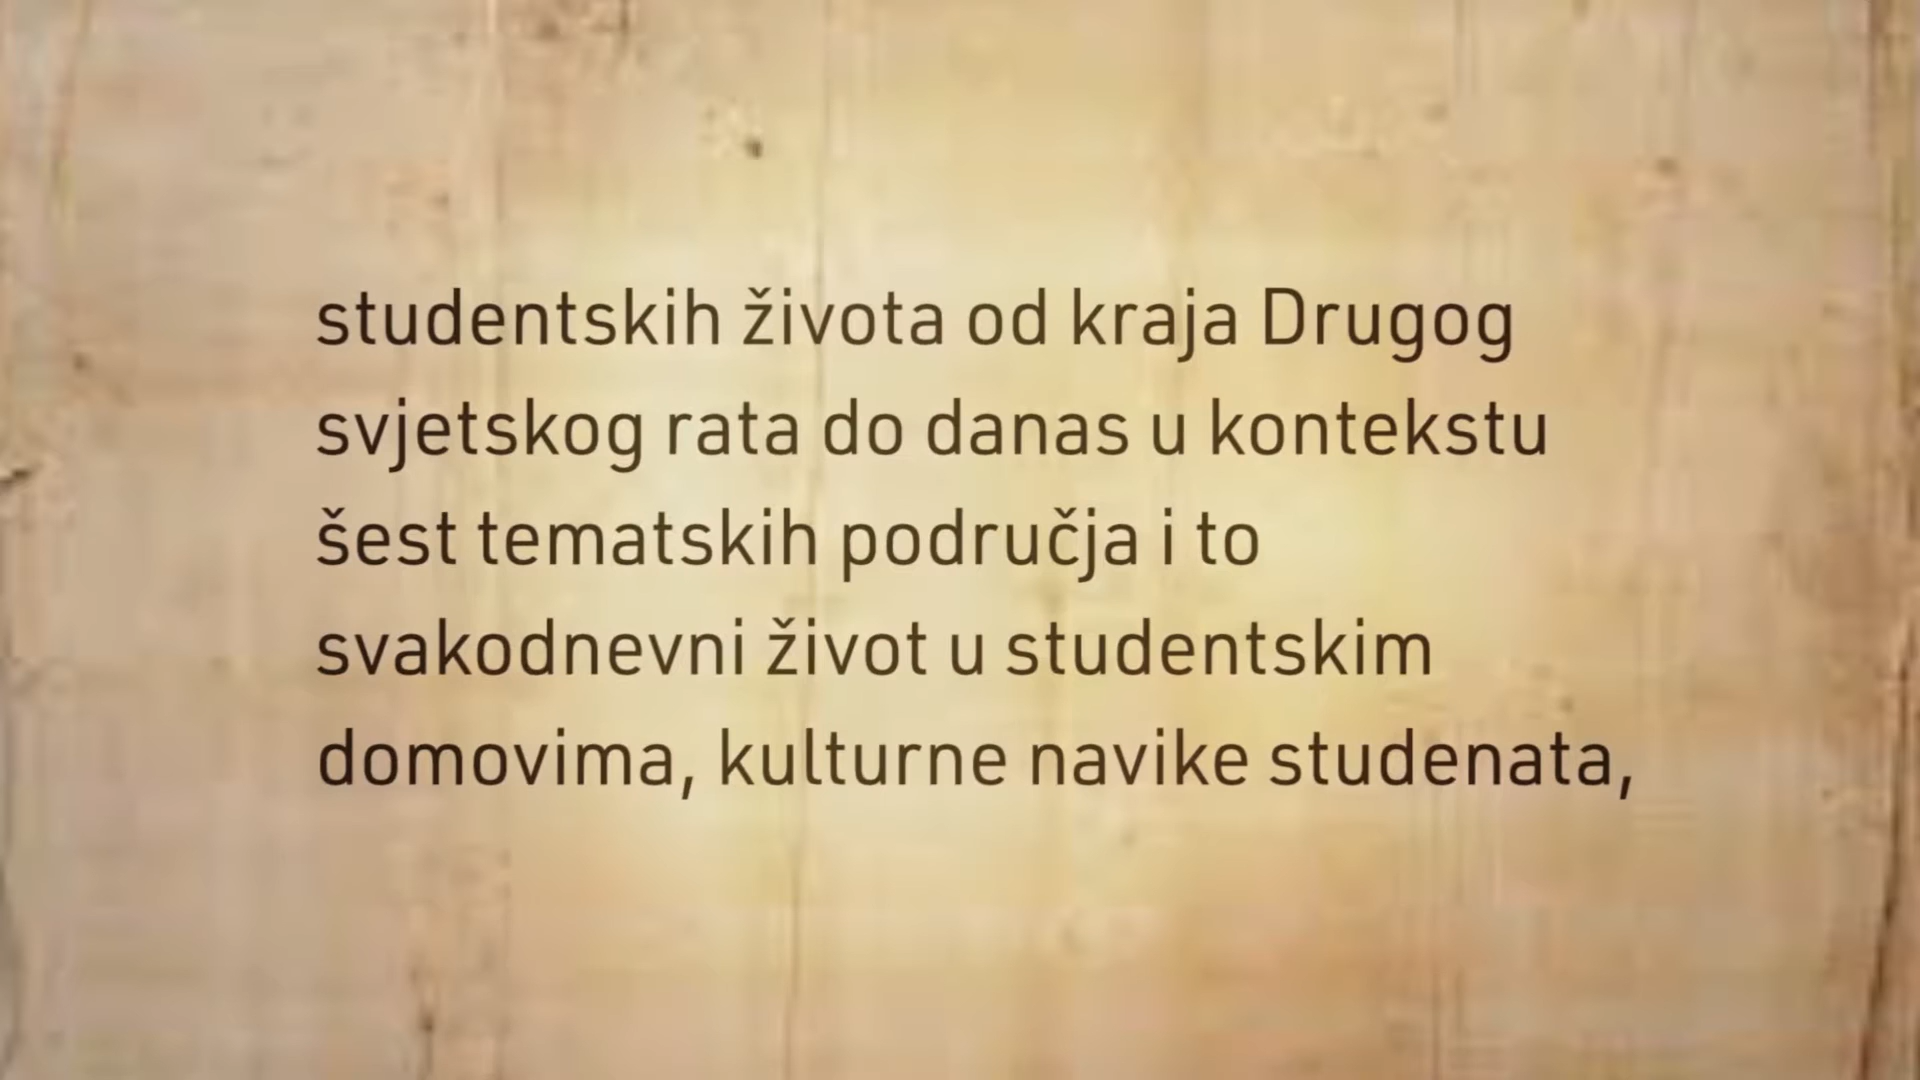 studentskih života od kraja Drugog
svjetskog rata do danas u kontekstu
šest tematskih područja i to
svakodnevni život u studentskim
domovima, kulturne navike studenata,